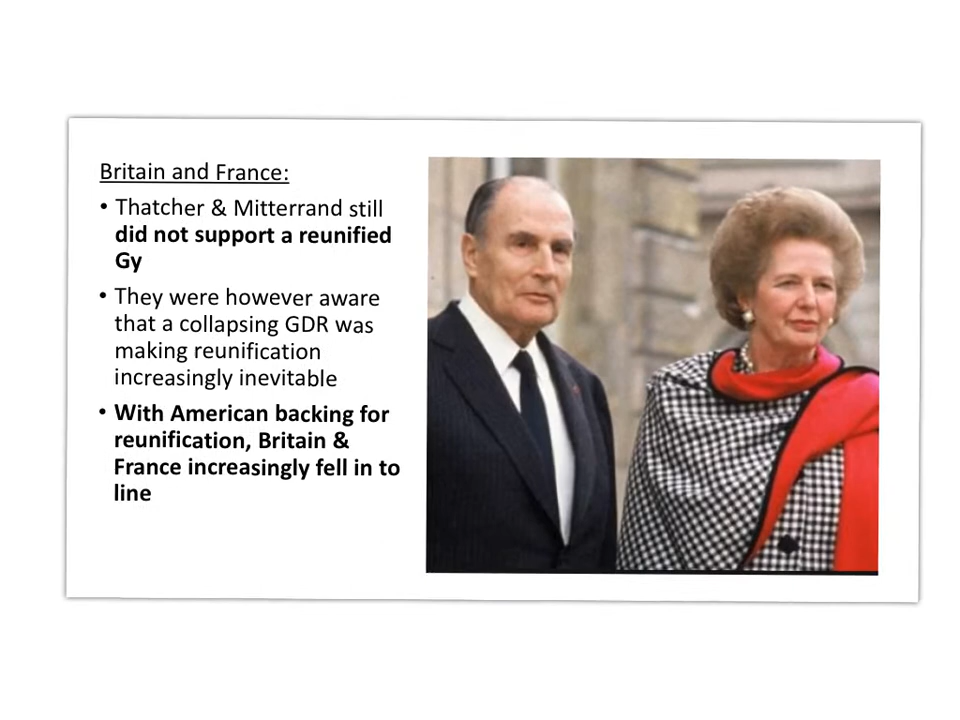 Britain and France:
• Thatcher & Mitterrand still
did not support a reunified
Gy
• They were however aware
that a collapsing GDR was
making reunification
increasingly inevitable
• With American backing for
reunification, Britain &
France increasingly fell in to
line